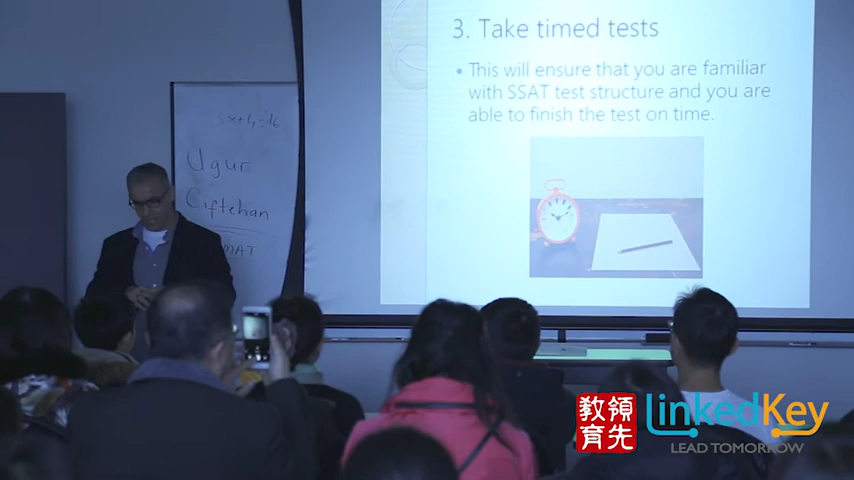 3. Take timed tests
• This will ensure that you are familiar
with SSAT test structure and you are
able to finish the test on time.
Ugur
Ciftehan
領先
教育
LinkedKey
LEAD TOMORROW